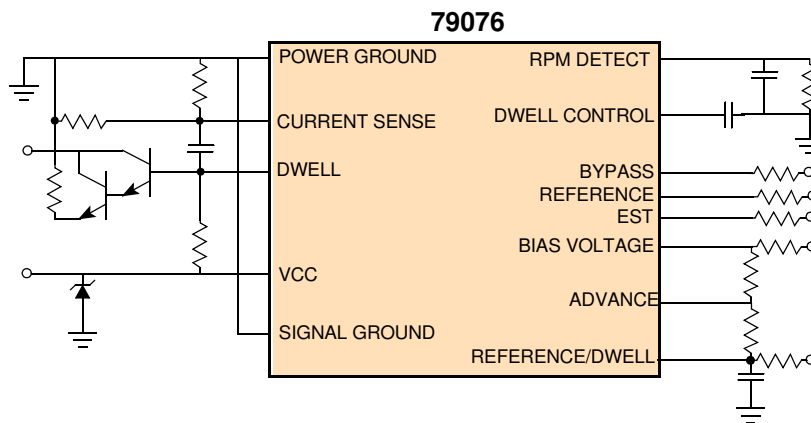 79076
POWER GROUND
CURRENT SENSE
DWELL
VCC
SIGNAL GROUND
RPM DETECT
DWELL CONTROL
BYPASS
REFERENCE
EST
BIAS VOLTAGE
ADVANCE
REFERENCE/DWELL